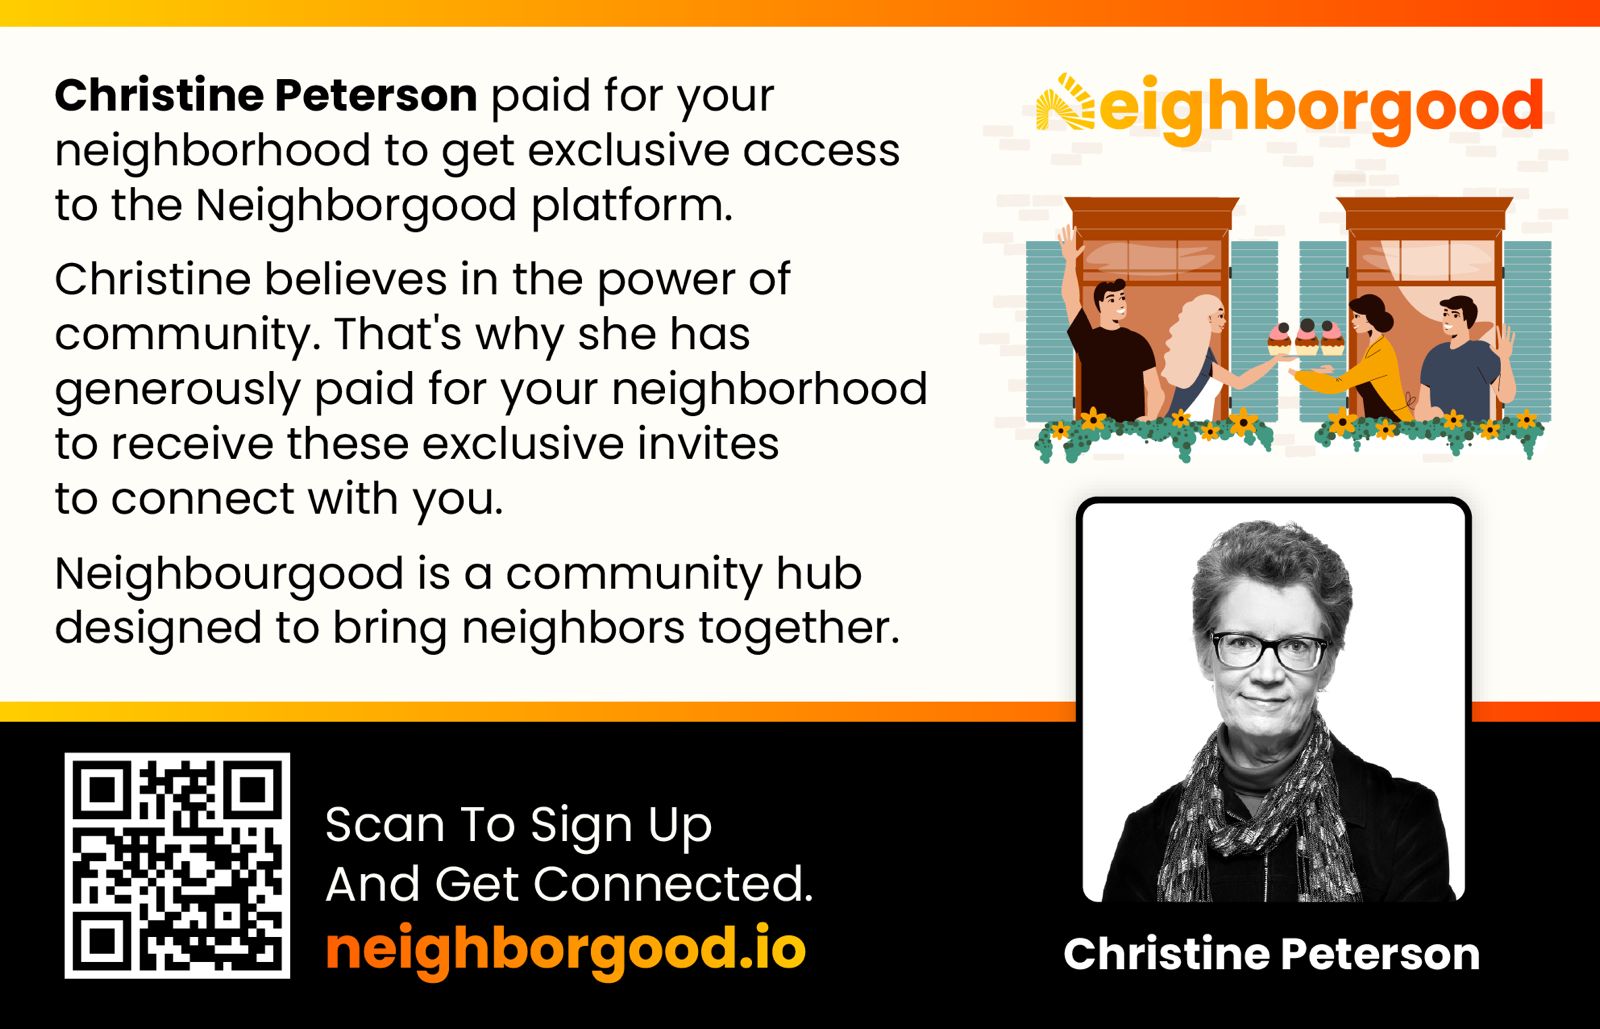 Christine Peterson paid for your
neighborhood to get exclusive access
to the Neighborgood platform.
Christine believes in the power of
community. That's why she has
generously paid for your neighborhood
to receive these exclusive invites
to connect with you.
Neighbourgood is a community hub
designed to bring neighbors together.
Neighborgood
Scan To Sign Up
And Get Connected.
neighborgood.io
Christine Peterson